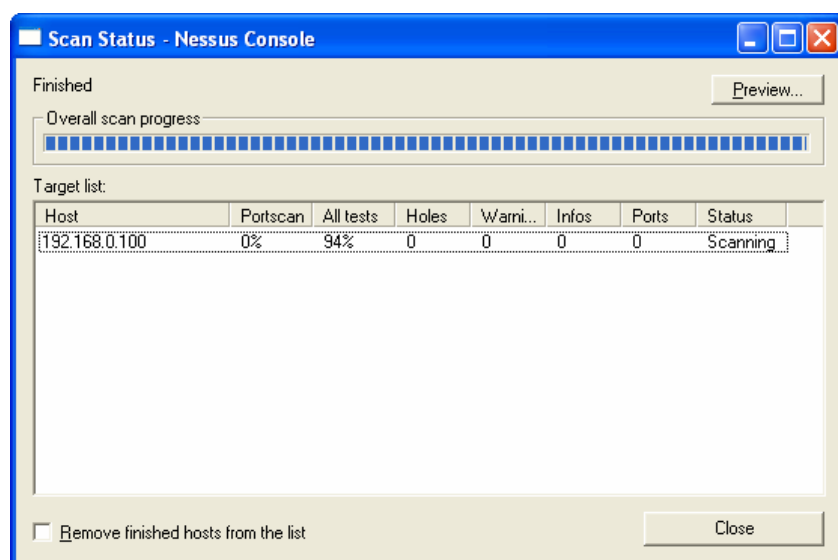 Scan Status - Nessus Console
Finished
Preview...
Overall scan progress
Target list:
Host Portscan All tests Holes Warni... Infos Ports Status
192.168.0.100 0% 94% 0 0 0 0 Scanning
Remove finished hosts from the list
Close